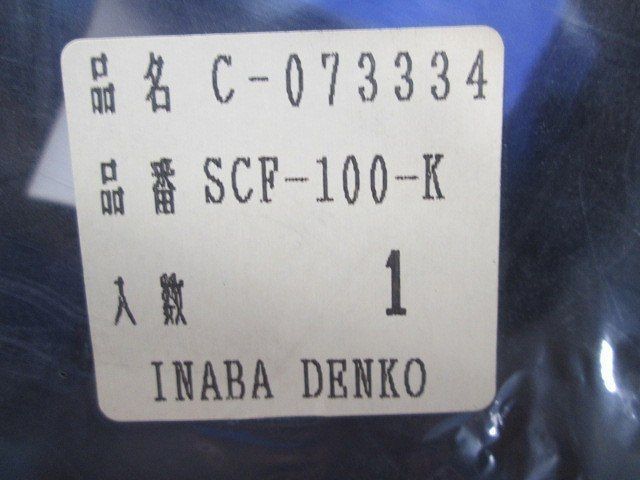 品名 C-073334
品番 SCF-100-K
入数 1
INABA DENKO